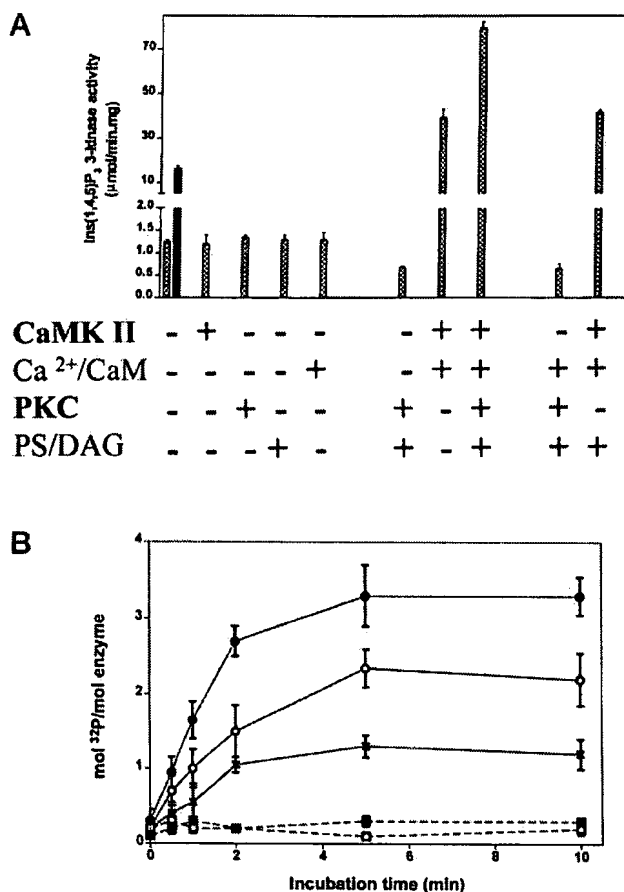 A
Ins(1,4,5)P3 3-kinase activity
(μmol/min.mg)
70
50
30
10
2.0
1.5
1.0
0.5
0.0
CaMK II - + - - - - + + - +
Ca 2+/CaM - - - - + - + + + +
PKC - - + - - + - + + -
PS/DAG - - - + - + - + + +
B
mol 32P/mol enzyme
4
3
2
1
0
0 2 4 6 8 10
Incubation time (min)